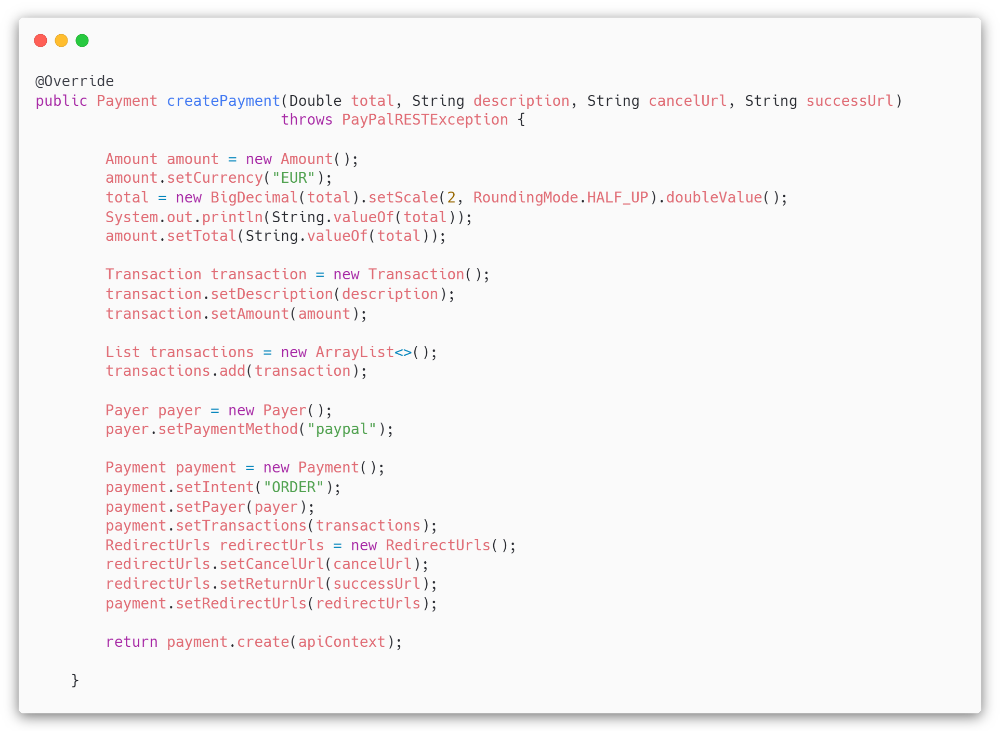 @Override
public Payment createPayment(Double total, String description, String cancelUrl, String successUrl)
                            throws PayPalRESTException {

        Amount amount = new Amount();
        amount.setCurrency("EUR");
        total = new BigDecimal(total).setScale(2, RoundingMode.HALF_UP).doubleValue();
        System.out.println(String.valueOf(total));
        amount.setTotal(String.valueOf(total));

        Transaction transaction = new Transaction();
        transaction.setDescription(description);
        transaction.setAmount(amount);

        List transactions = new ArrayList<>();
        transactions.add(transaction);

        Payer payer = new Payer();
        payer.setPaymentMethod("paypal");

        Payment payment = new Payment();
        payment.setIntent("ORDER");
        payment.setPayer(payer);
        payment.setTransactions(transactions);
        RedirectUrls redirectUrls = new RedirectUrls();
        redirectUrls.setCancelUrl(cancelUrl);
        redirectUrls.setReturnUrl(successUrl);
        payment.setRedirectUrls(redirectUrls);

        return payment.create(apiContext);

    }